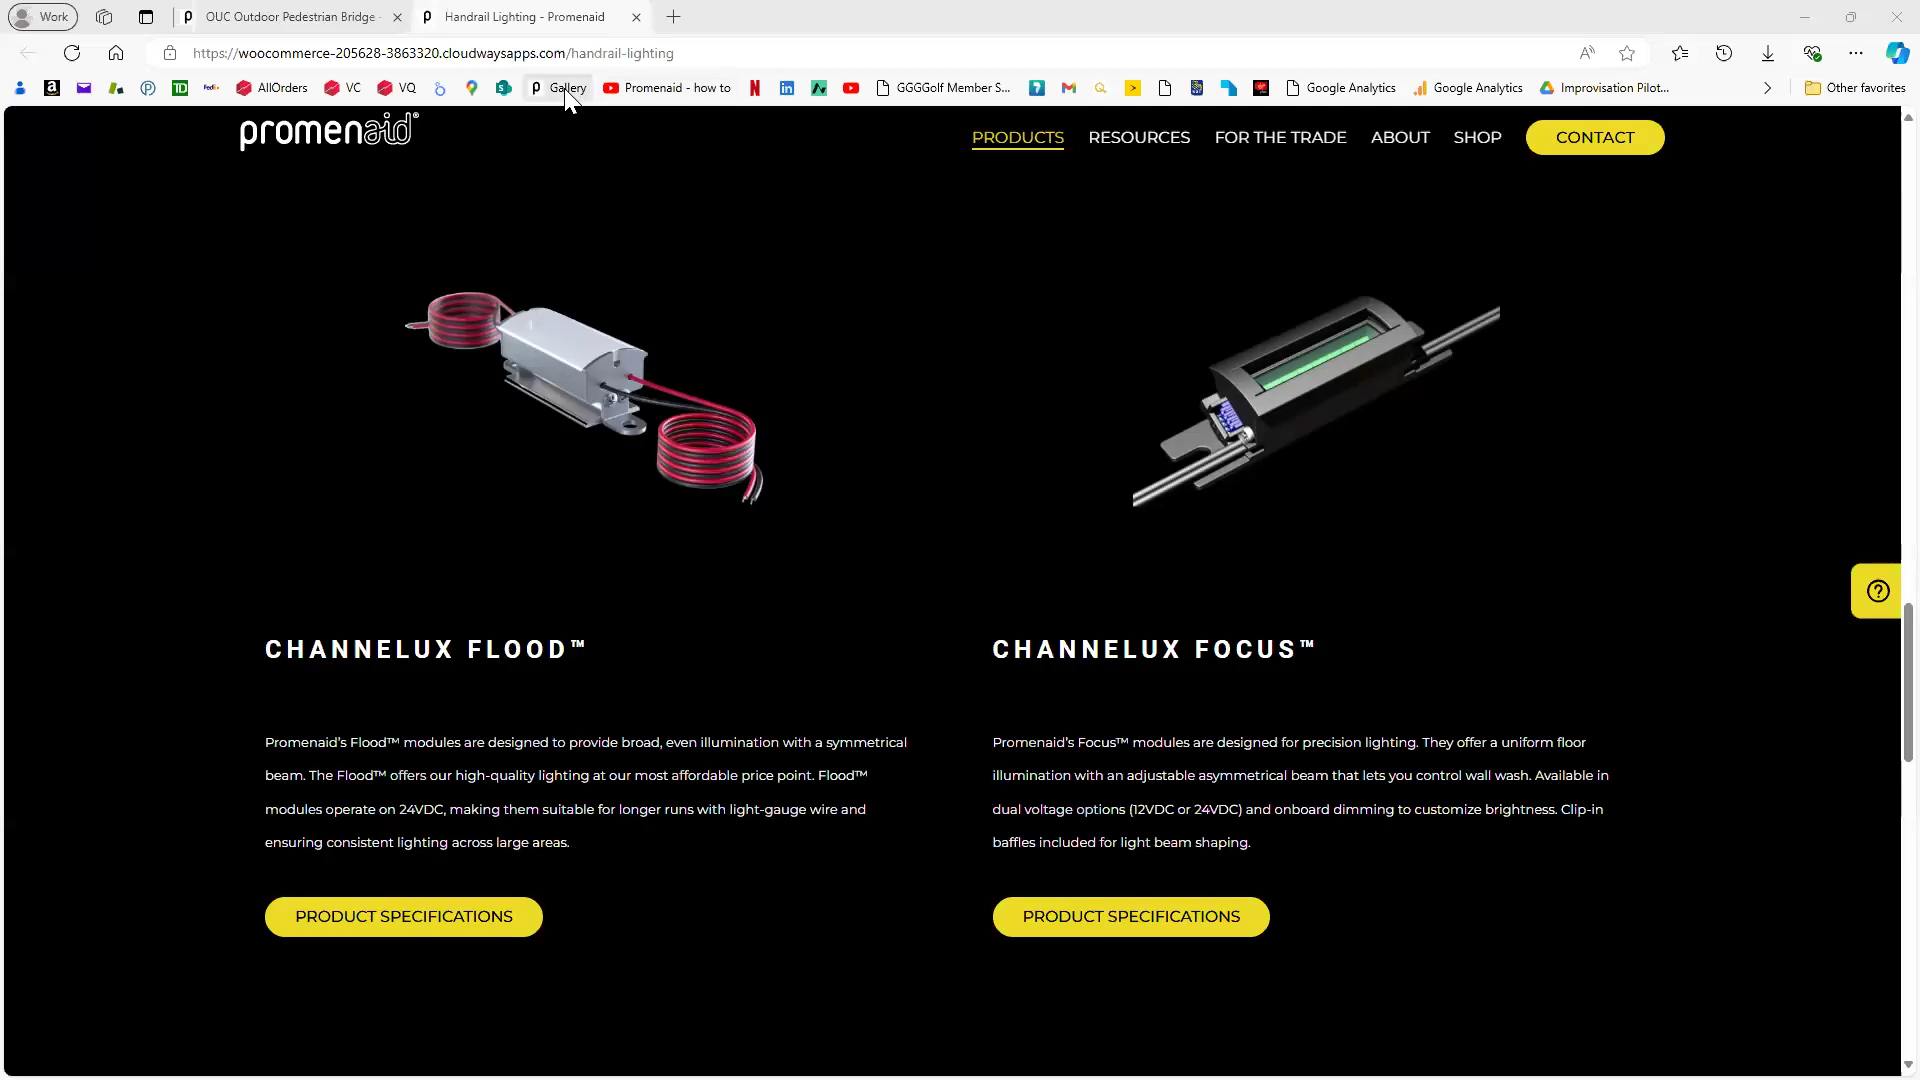 Work
OUC Outdoor Pedestrian Bridge
Handrail Lighting - Promenaid
https://woocommerce-205628-3863320.cloudwaysapps.com/handrail-lighting
AllOrders VC VQ Gallery Promenaid - how to GGGGolf Member S... Google Analytics Google Analytics Improvisation Pilot... Other favorites
promenaid®
PRODUCTS RESOURCES FOR THE TRADE ABOUT SHOP CONTACT
CHANNELUX FLOOD™
Promenaid's Flood™ modules are designed to provide broad, even illumination with a symmetrical
beam. The Flood™ offers our high-quality lighting at our most affordable price point. Flood™
modules operate on 24VDC, making them suitable for longer runs with light-gauge wire and
ensuring consistent lighting across large areas.
PRODUCT SPECIFICATIONS
CHANNELUX FOCUS™
Promenaid's Focus™ modules are designed for precision lighting. They offer a uniform floor
illumination with an adjustable asymmetrical beam that lets you control wall wash. Available in
dual voltage options (12VDC or 24VDC) and onboard dimming to customize brightness. Clip-in
baffles included for light beam shaping.
PRODUCT SPECIFICATIONS